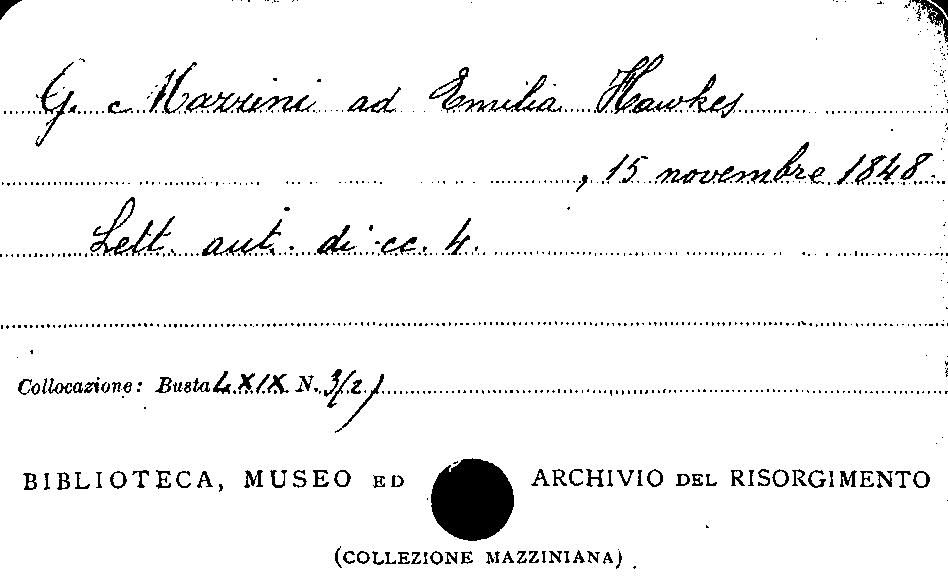 G. Mazzini ad Emilia Hawkes
, 15 novembre 1848.
Lett. aut. di cc. 4.
Collocazione: Busta LXIX N. 3/2)
BIBLIOTECA, MUSEO ED ARCHIVIO DEL RISORGIMENTO
(COLLEZIONE MAZZINIANA)